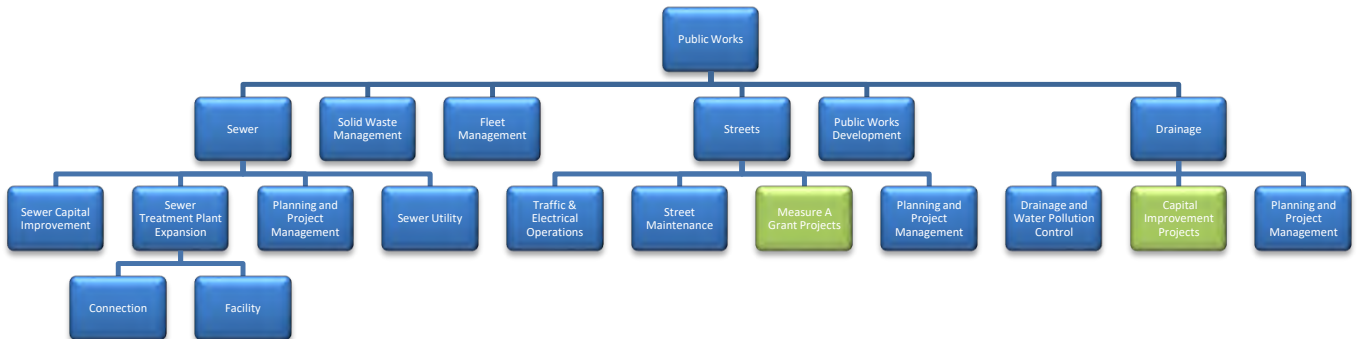 Public Works
Sewer
Solid Waste
Management
Fleet
Management
Streets
Public Works
Development
Drainage
Sewer Capital
Improvement
Sewer
Treatment Plant
Expansion
Planning and
Project
Management
Sewer Utility
Traffic &
Electrical
Operations
Street
Maintenance
Measure A
Grant Projects
Planning and
Project
Management
Drainage and
Water Pollution
Control
Capital
Improvement
Projects
Planning and
Project
Management
Connection
Facility